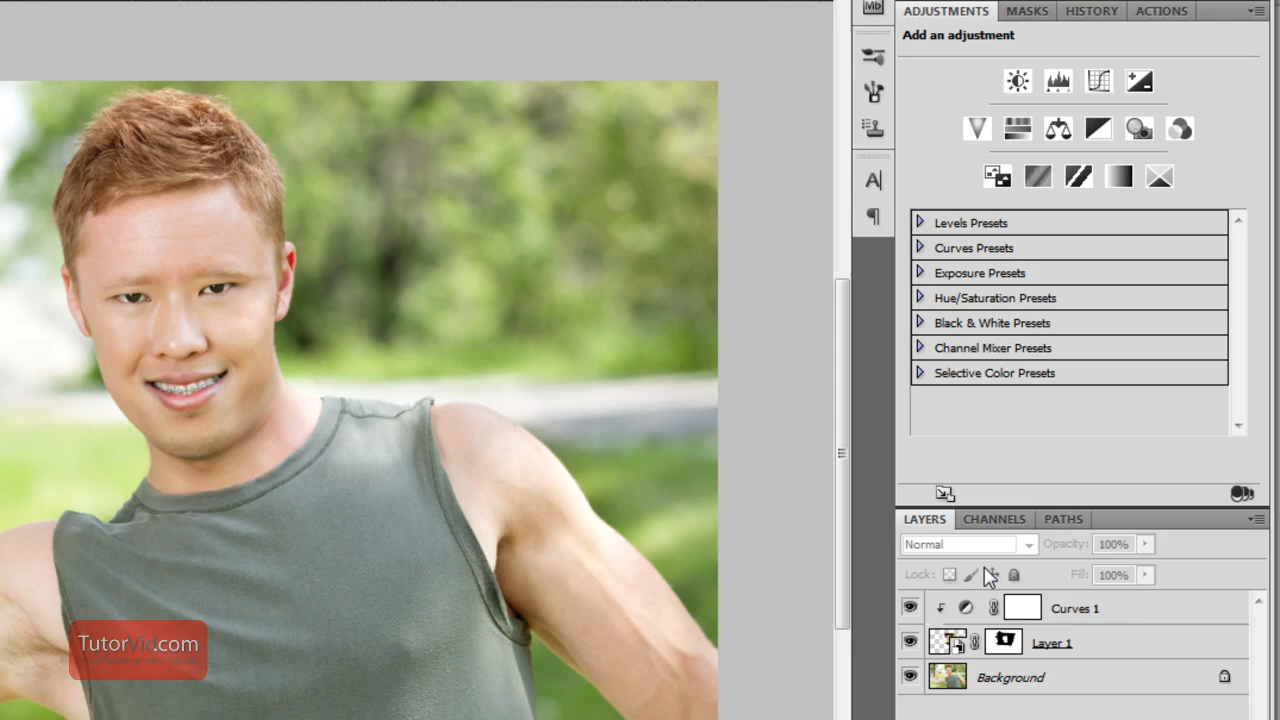 Mb
ADJUSTMENTS MASKS HISTORY ACTIONS
Add an adjustment
A
¶
Levels Presets
Curves Presets
Exposure Presets
Hue/Saturation Presets
Black & White Presets
Channel Mixer Presets
Selective Color Presets
LAYERS CHANNELS PATHS
Normal Opacity: 100%
Lock: Fill: 100%
Curves 1
Layer 1
Background
TutorVid.com